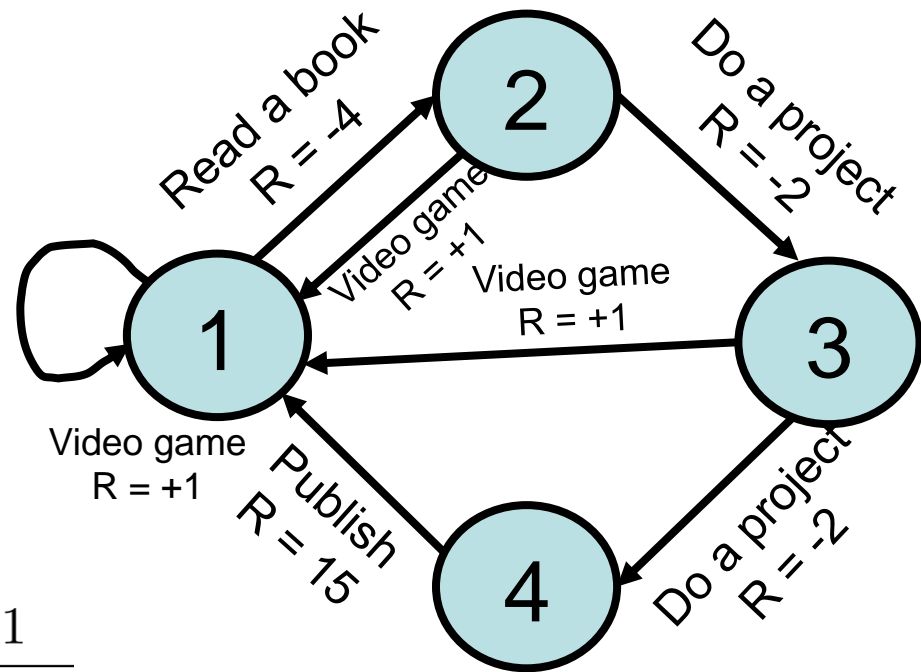 Read a book
R = -4
2
Do a project
R = -2
Video game
R = +1
Video game
R = +1
1
3
Video game
R = +1
Publish
R = 15
4
Do a project
R = -2
1